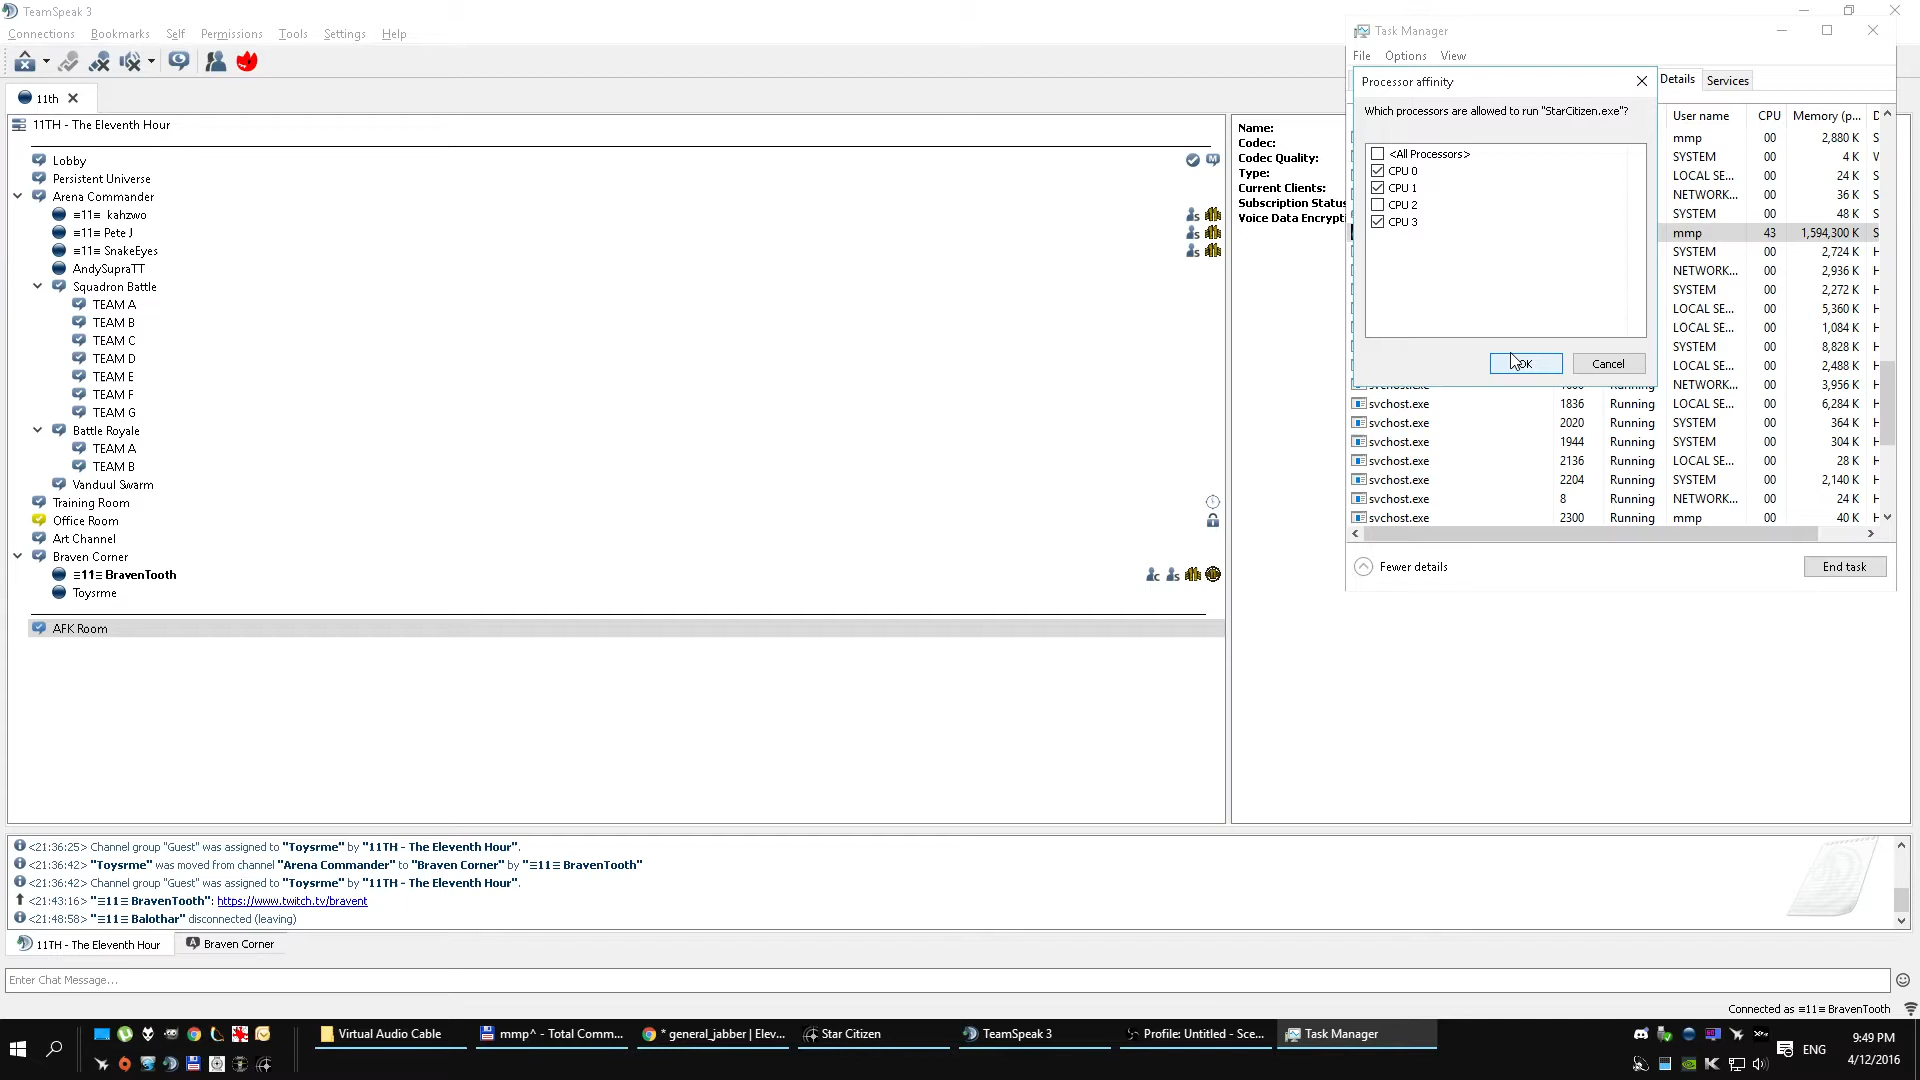 TeamSpeak 3
Connections Bookmarks Self Permissions Tools Settings Help
11th
11TH - The Eleventh Hour
Lobby
Persistent Universe
Arena Commander
≡11≡ kahzwo
≡11≡ Pete J
≡11≡ SnakeEyes
AndySupraTT
Squadron Battle
TEAM A
TEAM B
TEAM C
TEAM D
TEAM E
TEAM F
TEAM G
Battle Royale
TEAM A
TEAM B
Vanduul Swarm
Training Room
Office Room
Art Channel
Braven Corner
≡11≡ BravenTooth
Toysrme
AFK Room
Name:
Codec:
Codec Quality:
Type:
Current Clients:
Subscription Status
Voice Data Encrypti
Task Manager
File Options View
Details Services
Processor affinity
Which processors are allowed to run "StarCitizen.exe"?
<All Processors>
CPU 0
CPU 1
CPU 2
CPU 3
OK Cancel
User name CPU Memory (p... D
mmp 00 2,880 K S
SYSTEM 00 4 K V
LOCAL SE... 00 24 K S
NETWORK... 00 36 K S
SYSTEM 00 48 K S
mmp 43 1,594,300 K S
SYSTEM 00 2,724 K H
NETWORK... 00 2,936 K H
SYSTEM 00 2,272 K H
LOCAL SE... 00 5,360 K H
LOCAL SE... 00 1,084 K H
SYSTEM 00 8,828 K H
LOCAL SE... 00 2,488 K H
svchost.exe Running NETWORK... 00 3,956 K H
svchost.exe 1836 Running LOCAL SE... 00 6,284 K H
svchost.exe 2020 Running SYSTEM 00 364 K H
svchost.exe 1944 Running SYSTEM 00 304 K H
svchost.exe 2136 Running LOCAL SE... 00 28 K H
svchost.exe 2204 Running SYSTEM 00 2,140 K H
svchost.exe 8 Running NETWORK... 00 24 K H
svchost.exe 2300 Running mmp 00 40 K H
Fewer details End task
<21:36:25> Channel group "Guest" was assigned to "Toysrme" by "11TH - The Eleventh Hour".
<21:36:42> "Toysrme" was moved from channel "Arena Commander" to "Braven Corner" by "≡11≡ BravenTooth"
<21:36:42> Channel group "Guest" was assigned to "Toysrme" by "11TH - The Eleventh Hour".
<21:43:16> "≡11≡ BravenTooth": https://www.twitch.tv/bravent
<21:48:58> "≡11≡ Balothar" disconnected (leaving)
11TH - The Eleventh Hour Braven Corner
Enter Chat Message...
Connected as ≡11≡ BravenTooth
Virtual Audio Cable mmp^ - Total Comm... * general_jabber | Elev... Star Citizen TeamSpeak 3 Profile: Untitled - Sce... Task Manager
ENG
9:49 PM
4/12/2016